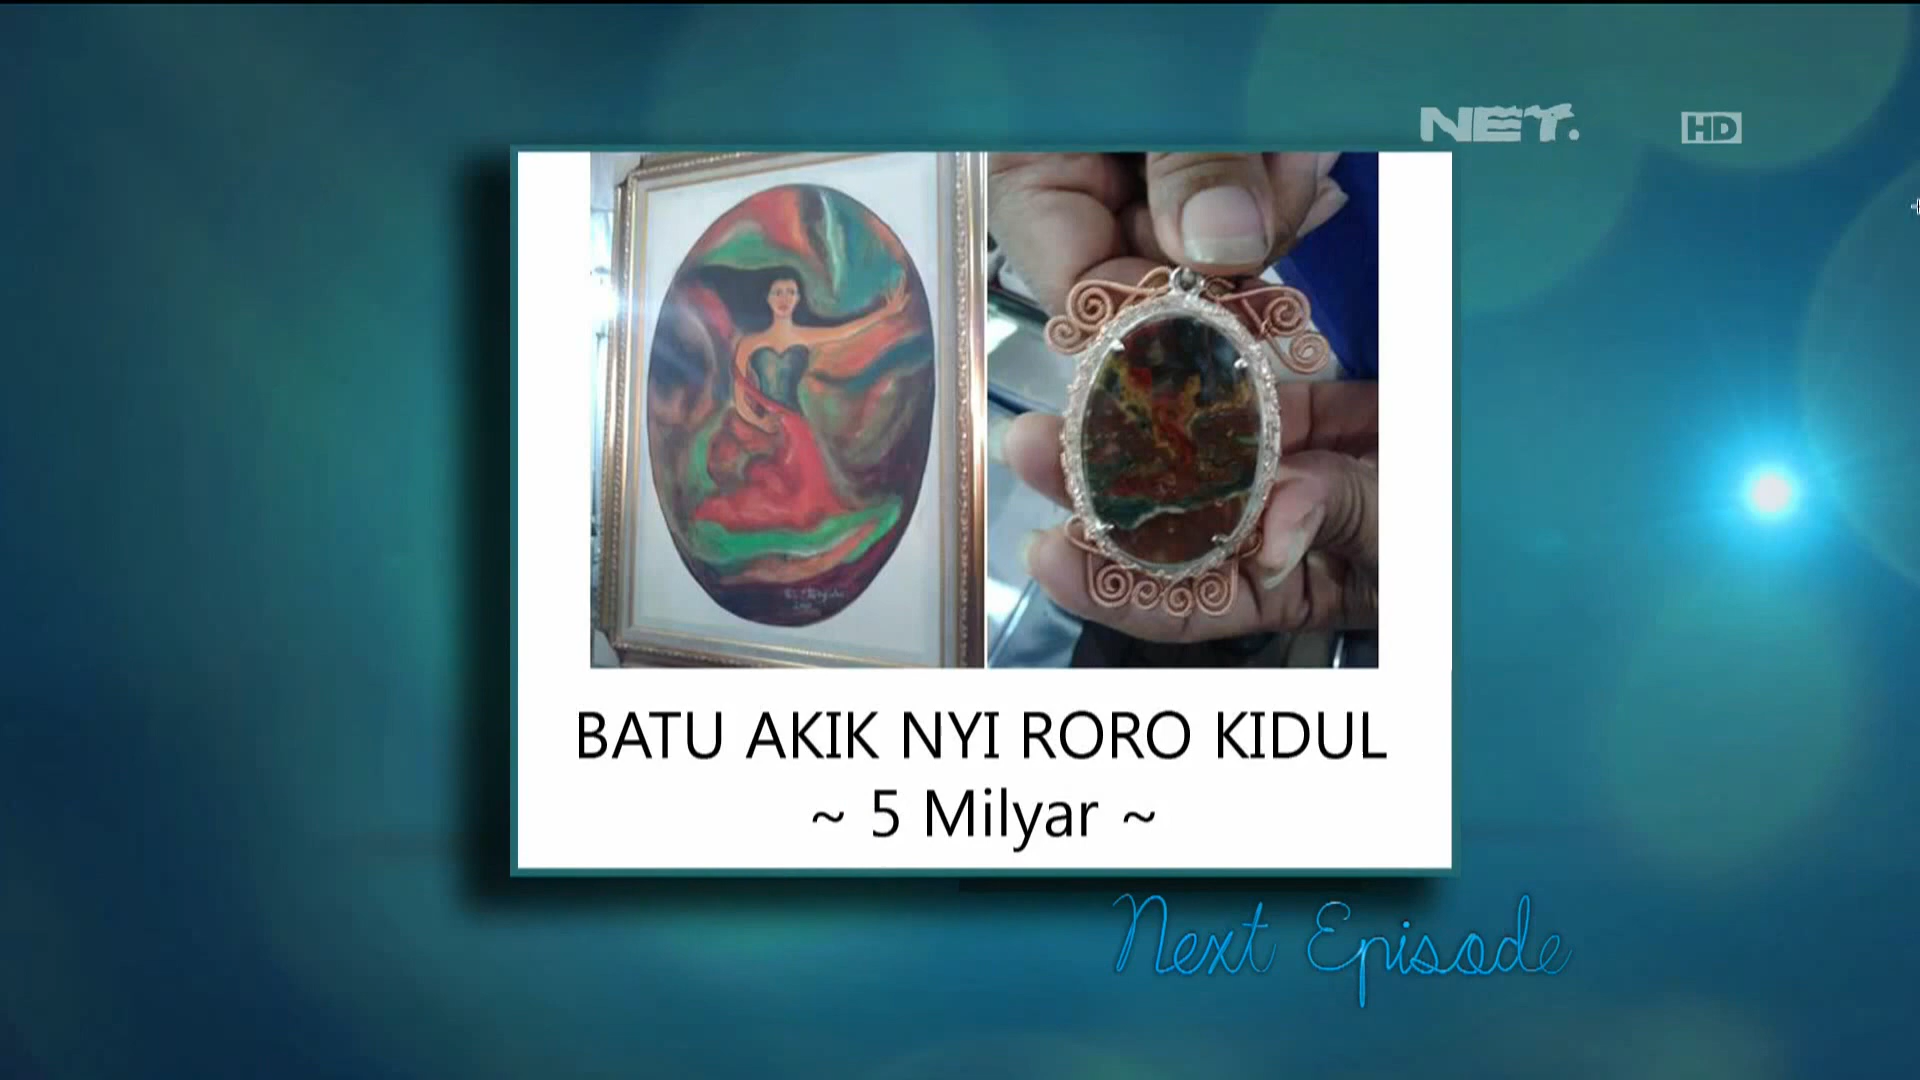 NET.
HD
BATU AKIK NYI RORO KIDUL
~ 5 Milyar ~
Next Episode